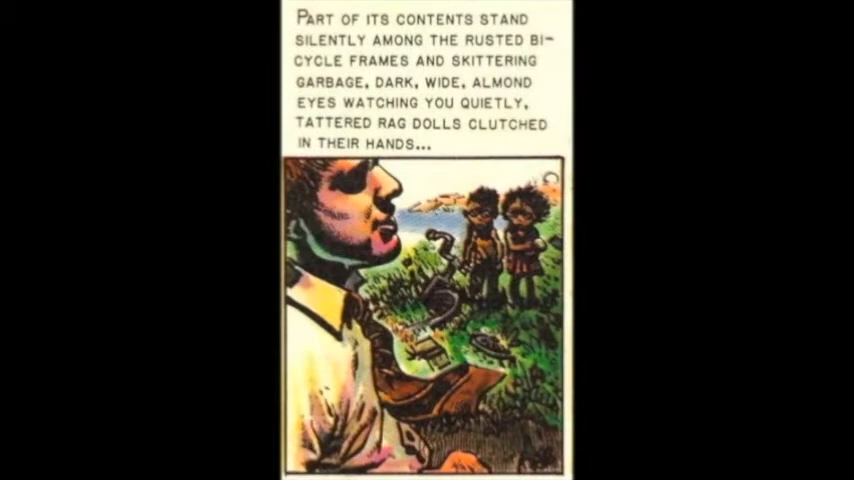 PART OF ITS CONTENTS STAND
SILENTLY AMONG THE RUSTED BI-
CYCLE FRAMES AND SKITTERING
GARBAGE, DARK, WIDE, ALMOND
EYES WATCHING YOU QUIETLY,
TATTERED RAG DOLLS CLUTCHED
IN THEIR HANDS...